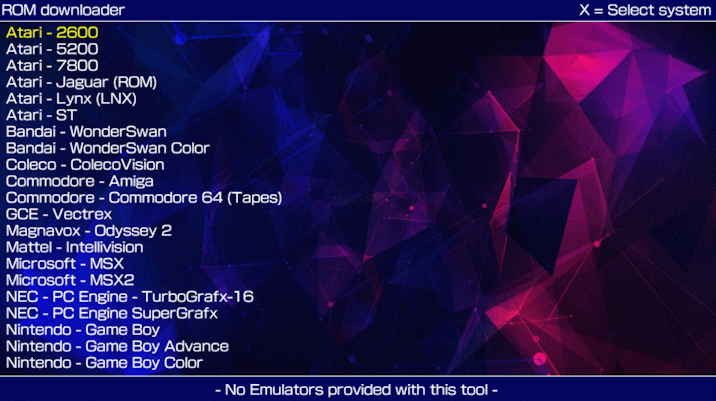 ROM downloader
X = Select system
Atari - 2600
Atari - 5200
Atari - 7800
Atari - Jaguar (ROM)
Atari - Lynx (LNX)
Atari - ST
Bandai - WonderSwan
Bandai - WonderSwan Color
Coleco - ColecoVision
Commodore - Amiga
Commodore - Commodore 64 (Tapes)
GCE - Vectrex
Magnavox - Odyssey 2
Mattel - Intellivision
Microsoft - MSX
Microsoft - MSX2
NEC - PC Engine - TurboGrafx-16
NEC - PC Engine SuperGrafx
Nintendo - Game Boy
Nintendo - Game Boy Advance
Nintendo - Game Boy Color
- No Emulators provided with this tool -